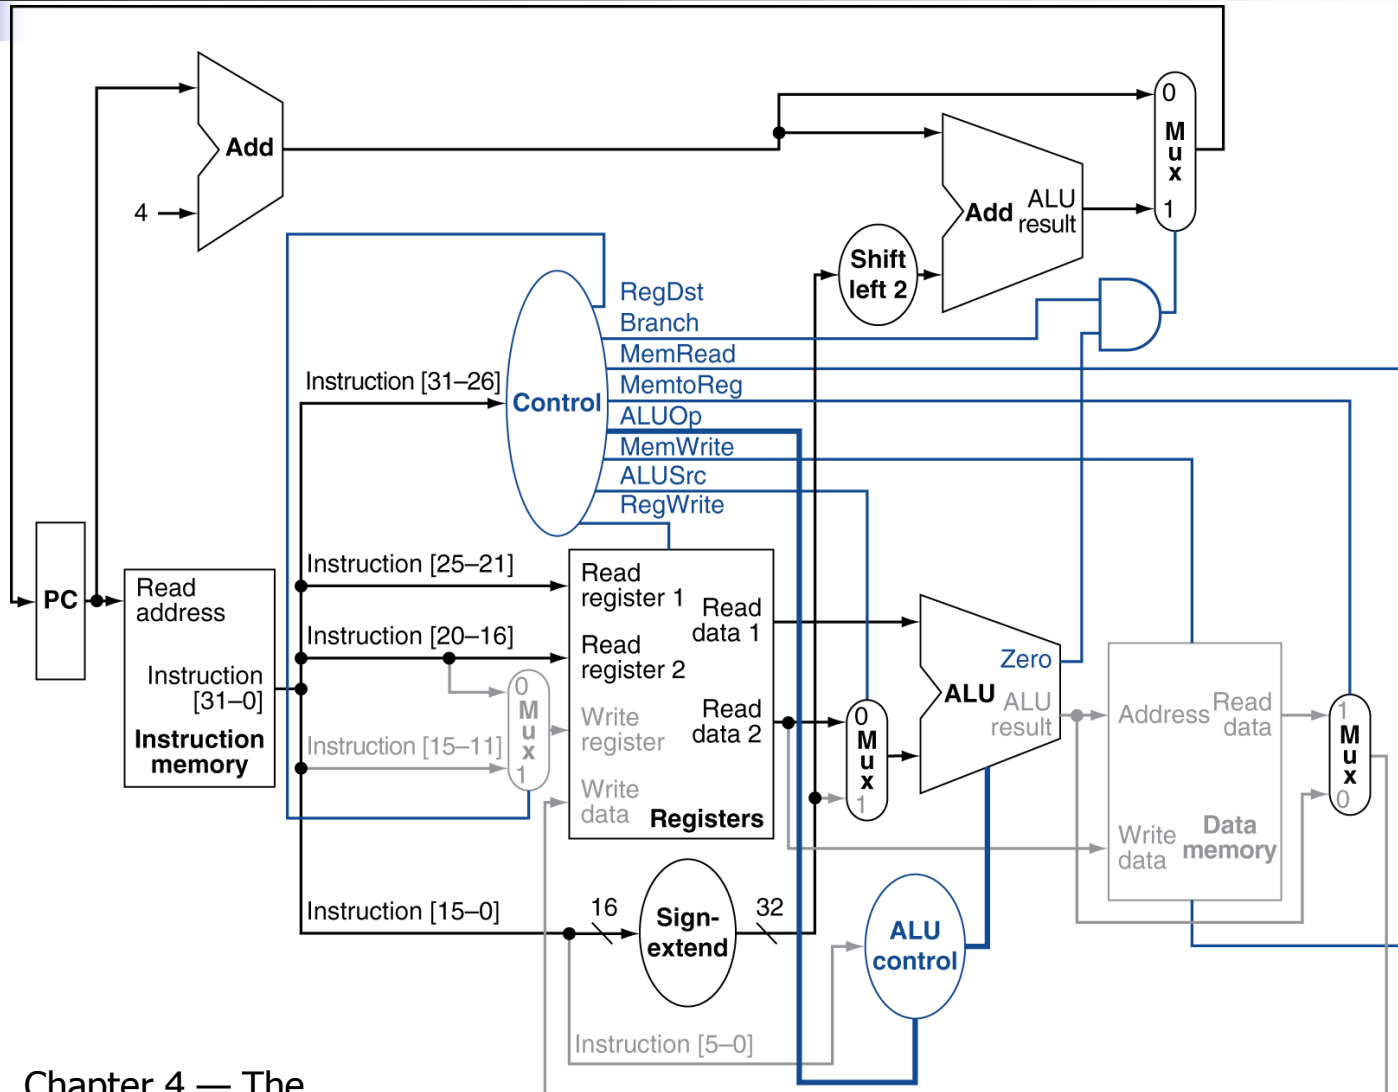 0
M
u
x
1
Add
4
Add
ALU
result
Shift
left 2
RegDst
Branch
MemRead
MemtoReg
ALUOp
MemWrite
ALUSrc
RegWrite
Control
Instruction [31–26]
Instruction [25–21]
Instruction [20–16]
Instruction [15–11]
Instruction [15–0]
Instruction [5–0]
PC
Read
address
Instruction
[31–0]
Instruction
memory
0
M
u
x
1
Read
register 1
Read
register 2
Write
register
Write
data
Read
data 1
Read
data 2
Registers
0
M
u
x
1
Zero
ALU
ALU
result
Address
Read
data
Write
data
Data
memory
1
M
u
x
0
16
Sign-
extend
32
ALU
control
Chapter 4 — The